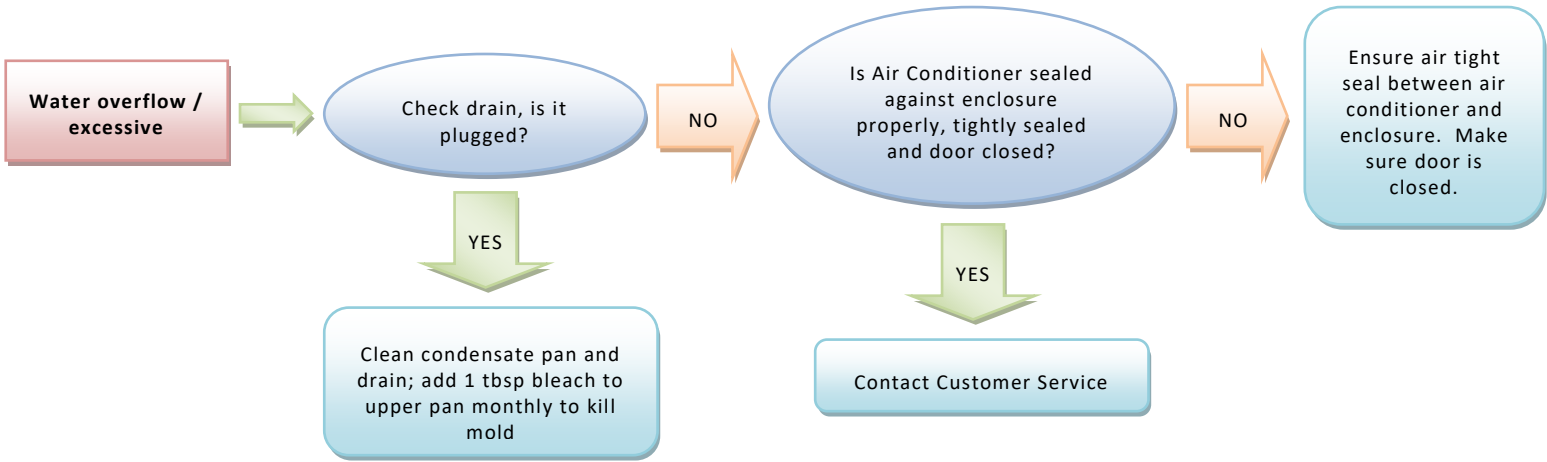 Water overflow /
excessive
Check drain, is it
plugged?
NO
Is Air Conditioner sealed
against enclosure
properly, tightly sealed
and door closed?
NO
Ensure air tight
seal between air
conditioner and
enclosure. Make
sure door is
closed.
YES
Clean condensate pan and
drain; add 1 tbsp bleach to
upper pan monthly to kill
mold
YES
Contact Customer Service